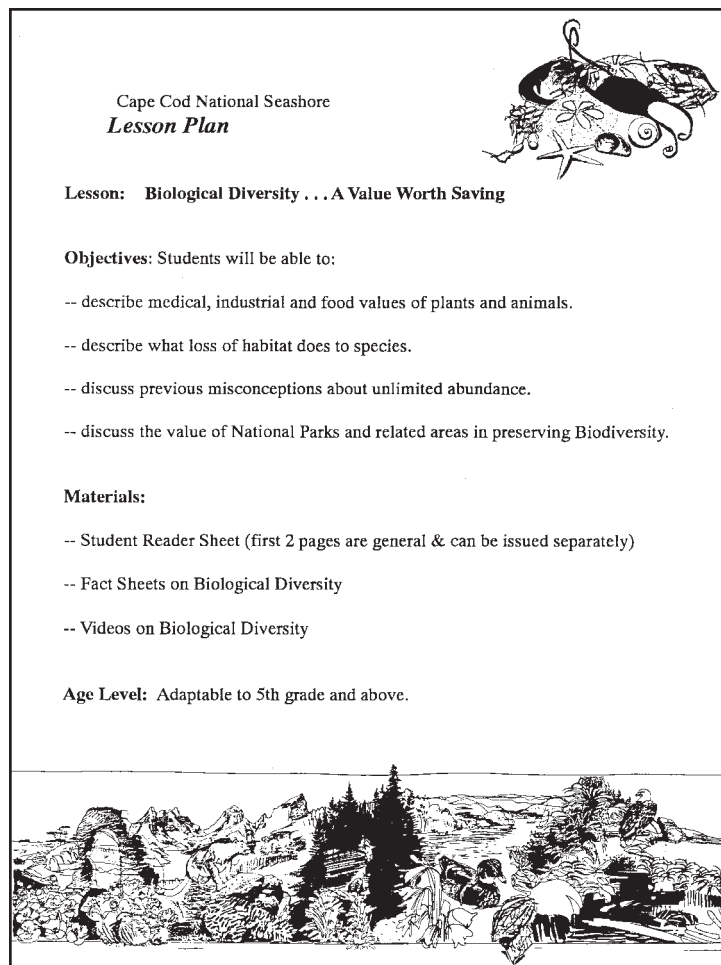 Cape Cod National Seashore
Lesson Plan
Lesson: Biological Diversity . . . A Value Worth Saving
Objectives: Students will be able to:
-- describe medical, industrial and food values of plants and animals.
-- describe what loss of habitat does to species.
-- discuss previous misconceptions about unlimited abundance.
-- discuss the value of National Parks and related areas in preserving Biodiversity.
Materials:
-- Student Reader Sheet (first 2 pages are general & can be issued separately)
-- Fact Sheets on Biological Diversity
-- Videos on Biological Diversity
Age Level: Adaptable to 5th grade and above.